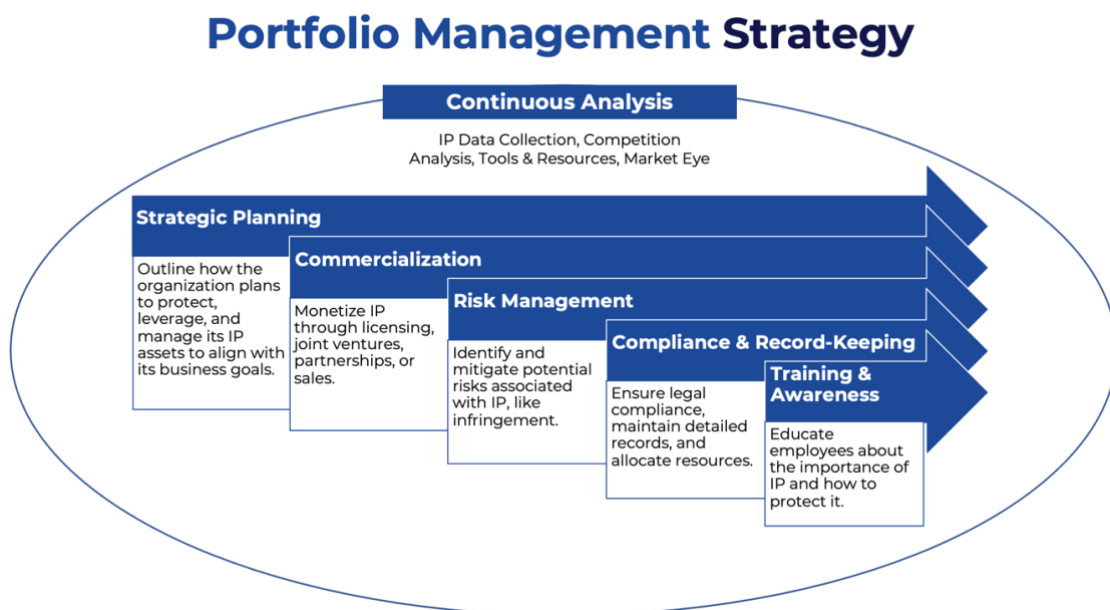 Portfolio Management Strategy
Continuous Analysis
IP Data Collection, Competition
Analysis, Tools & Resources, Market Eye
Strategic Planning
Outline how the
organization plans
to protect,
leverage, and
manage its IP
assets to align with
its business goals.
Commercialization
Monetize IP
through licensing,
joint ventures,
partnerships, or
sales.
Risk Management
Identify and
mitigate potential
risks associated
with IP, like
infringement.
Compliance & Record-Keeping
Ensure legal
compliance,
maintain detailed
records, and
allocate resources.
Training &
Awareness
Educate
employees about
the importance of
IP and how to
protect it.